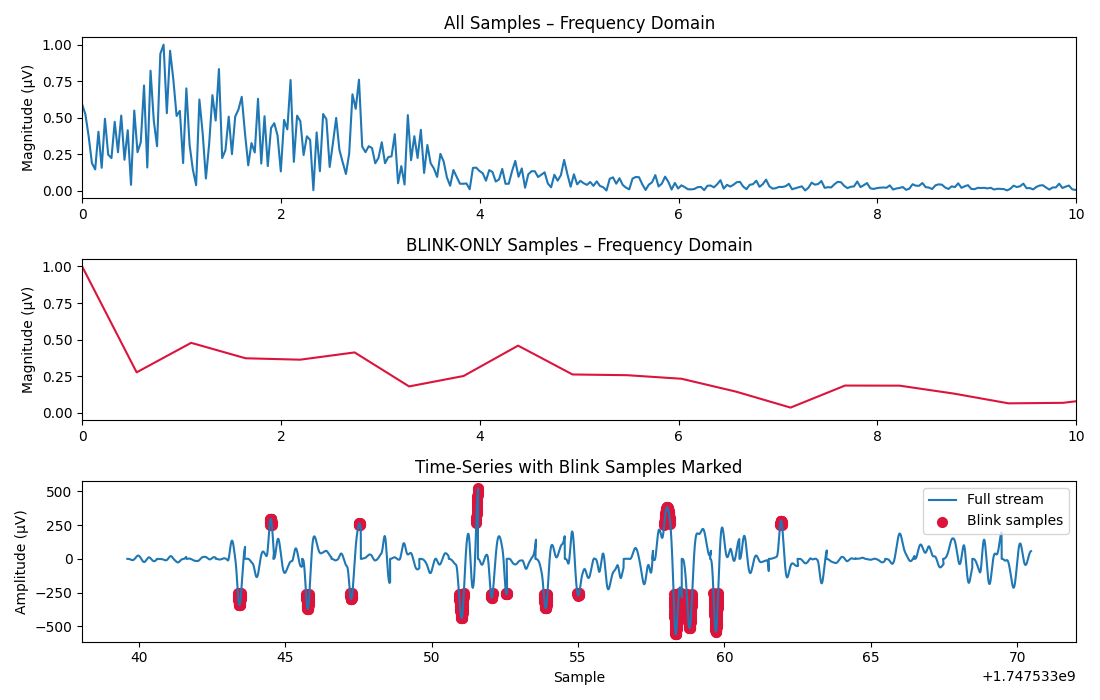 All Samples – Frequency Domain
Magnitude (µV)
1.00
0.75
0.50
0.25
0.00
0 2 4 6 8 10
BLINK-ONLY Samples – Frequency Domain
Magnitude (µV)
1.00
0.75
0.50
0.25
0.00
0 2 4 6 8 10
Time-Series with Blink Samples Marked
Amplitude (µV)
500
250
0
−250
−500
Full stream
Blink samples
40 45 50 55 60 65 70
Sample
+1.747533e9